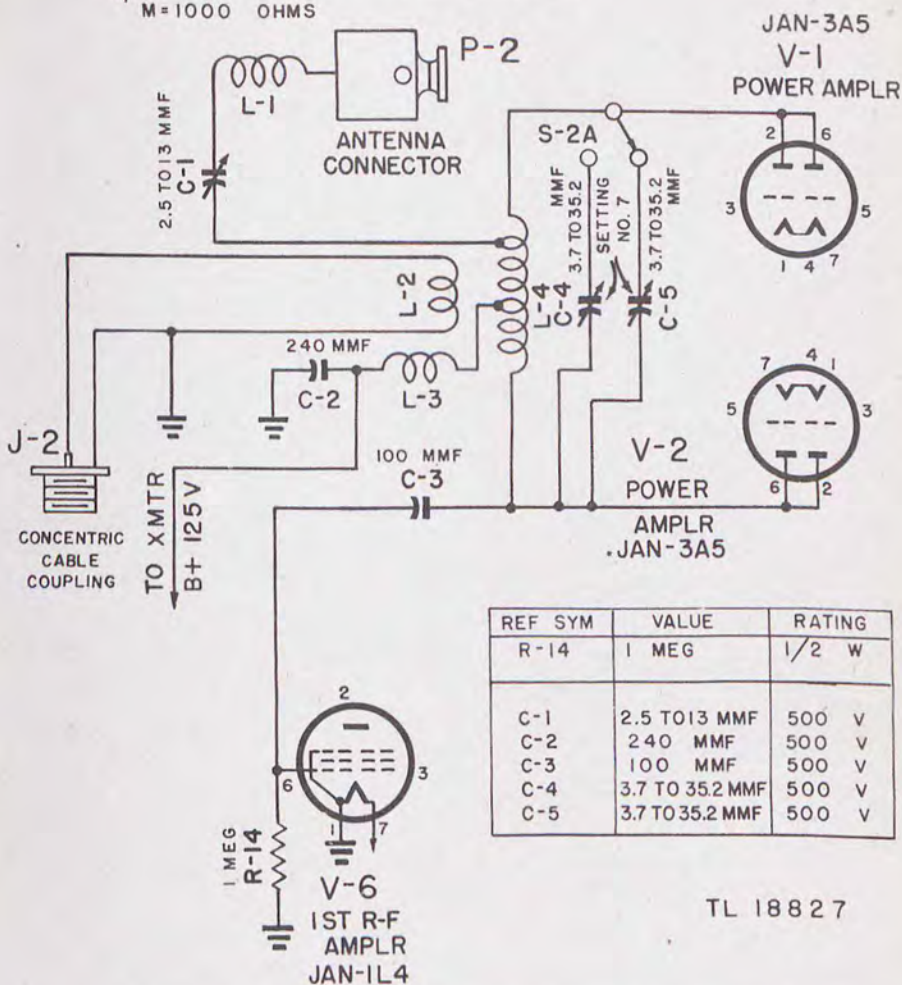 M=1000 OHMS
P-2
L-1
ANTENNA
CONNECTOR
2.5 TO 13 MMF
C-1
JAN-3A5
V-1
POWER AMPLR
2 6
3 5
1 4 7
S-2A
3.7 TO 35.2
MMF
SETTING
NO. 7
3.7 TO 35.2
MMF
L-2
L-4
C-4
C-5
240 MMF
C-2
L-3
7 4 1
5 3
6 2
V-2
POWER
AMPLR
JAN-3A5
J-2
CONCENTRIC
CABLE
COUPLING
TO XMTR
B+ 125V
100 MMF
C-3
REF SYM VALUE RATING
R-14 1 MEG 1/2 W
C-1 2.5 TO13 MMF 500 V
C-2 240 MMF 500 V
C-3 100 MMF 500 V
C-4 3.7 TO 35.2 MMF 500 V
C-5 3.7 TO 35.2 MMF 500 V
2
3
6
1 7
1 MEG
R-14
V-6
1ST R-F
AMPLR
JAN-1L4
TL 18827